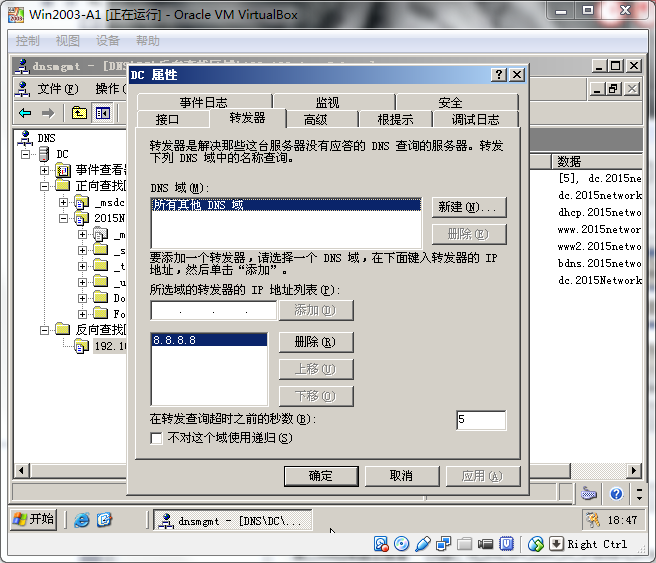 Win2003-A1 [正在运行] - Oracle VM VirtualBox
控制 视图 设备 帮助
DC 属性
文件(F) 操作
事件日志 监视 安全
接口 转发器 高级 根提示 调试日志
转发器是解决那些这台服务器没有应答的 DNS 查询的服务器。转发
下列 DNS 域中的名称查询。
DNS 域(M):
所有其他 DNS 域
新建(N)...
删除(E)
要添加一个转发器，请选择一个 DNS 域，在下面键入转发器的 IP
地址，然后单击“添加”。
所选域的转发器的 IP 地址列表(P):
. . .
添加(D)
8.8.8.8
删除(R)
上移(U)
下移(O)
在转发查询超时之前的秒数(B):
5
不对这个域使用递归(S)
确定 取消 应用(A)
DNS
DC
事件查看
正向查找
_msdc
2015N
_m
_s
_t
_u
Do
Fo
反向查找
192.16
数据
[5], dc.2015ne
dc.2015network
dhcp.2015netwo
www.2015networ
www2.2015netwo
bdns.2015netwo
dc.2015Network
开始
dnsmgmt - [DNS\DC\...
18:47
Right Ctrl